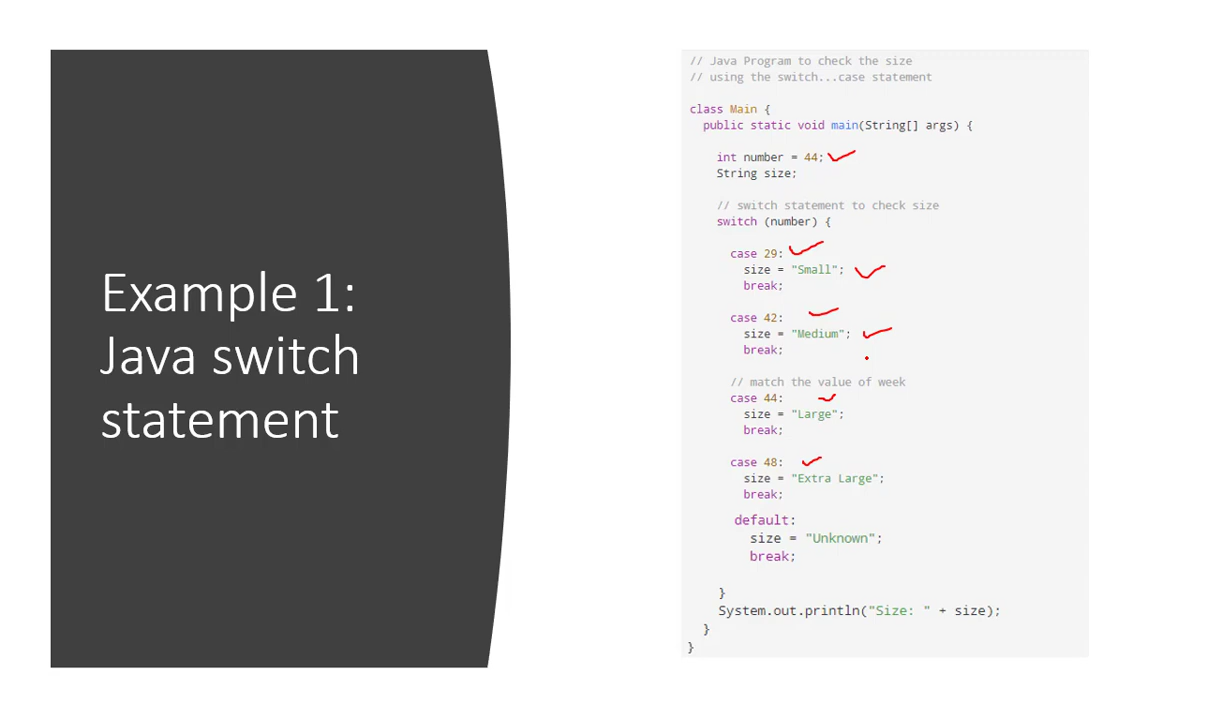 Example 1:
Java switch
statement
// Java Program to check the size
// using the switch...case statement
class Main {
public static void main(String[] args) {
int number = 44;
String size;
// switch statement to check size
switch (number) {
case 29:
size = "Small";
break;
case 42:
size = "Medium";
break;
// match the value of week
case 44:
size = "Large";
break;
case 48:
size = "Extra Large";
break;
default:
size = "Unknown";
break;
}
System.out.println("Size: " + size);
}
}